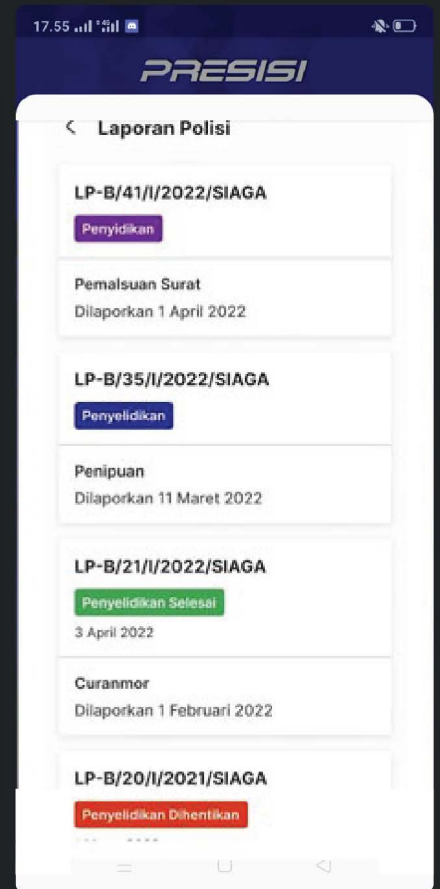 17.55
PRESISI
Laporan Polisi
LP-B/41/I/2022/SIAGA
Penyidikan
Pemalsuan Surat
Dilaporkan 1 April 2022
LP-B/35/I/2022/SIAGA
Penyelidikan
Penipuan
Dilaporkan 11 Maret 2022
LP-B/21/I/2022/SIAGA
Penyelidikan Selesai
3 April 2022
Curanmor
Dilaporkan 1 Februari 2022
LP-B/20/I/2021/SIAGA
Penyelidikan Dihentikan